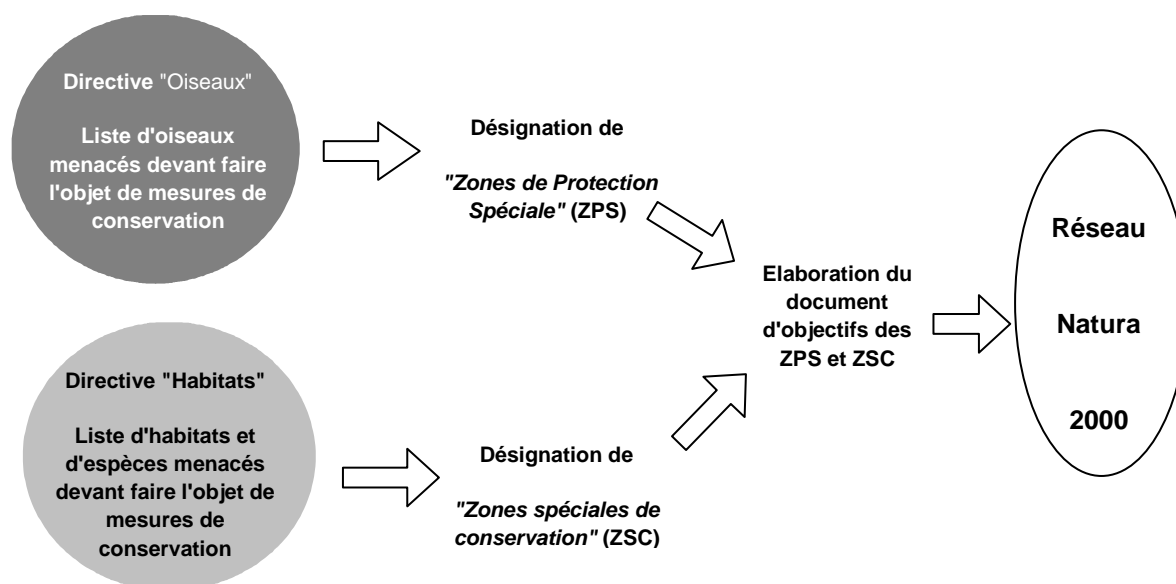 Directive "Oiseaux"
Liste d'oiseaux
menacés devant faire
l'objet de mesures de
conservation
Désignation de
"Zones de Protection
Spéciale" (ZPS)
Directive "Habitats"
Liste d'habitats et
d'espèces menacés
devant faire l'objet de
mesures de
conservation
Désignation de
"Zones spéciales de
conservation" (ZSC)
Elaboration du
document
d'objectifs des
ZPS et ZSC
Réseau
Natura
2000